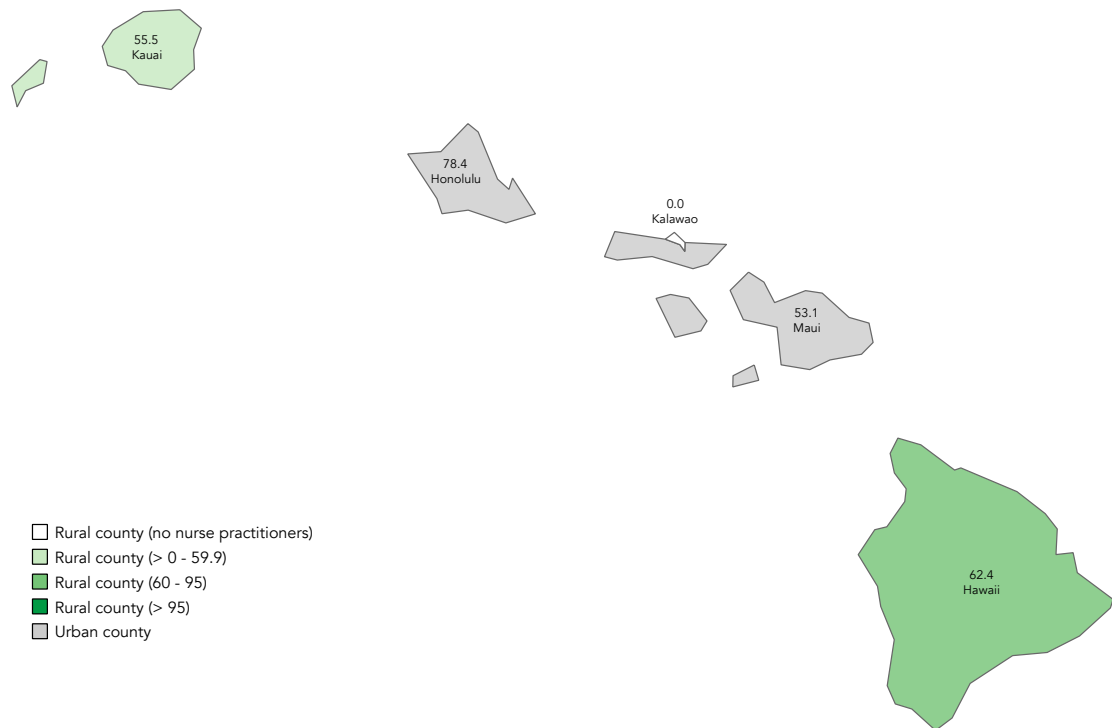 55.5
Kauai
78.4
Honolulu
0.0
Kalawao
53.1
Maui
62.4
Hawaii
Rural county (no nurse practitioners)
Rural county (> 0 - 59.9)
Rural county (60 - 95)
Rural county (> 95)
Urban county